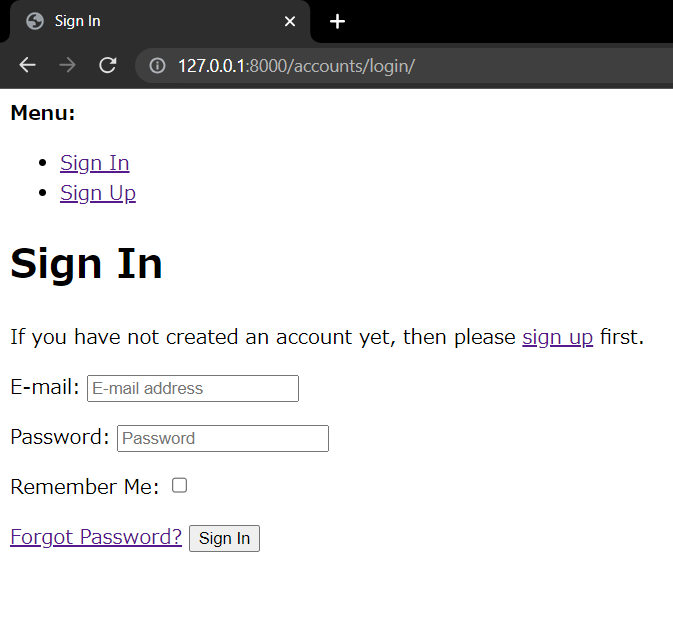 Sign In
127.0.0.1:8000/accounts/login/
Menu:
Sign In
Sign Up
Sign In
If you have not created an account yet, then please sign up first.
E-mail: E-mail address
Password: Password
Remember Me:
Forgot Password? Sign In